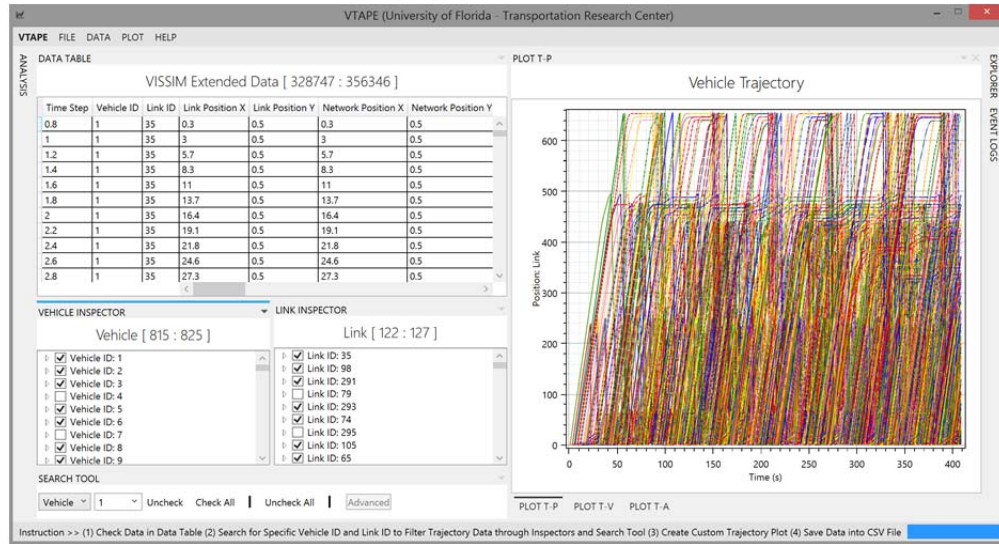 VTAPE (University of Florida - Transportation Research Center)
VTAPE FILE DATA PLOT HELP
ANALYSIS
DATA TABLE
VISSIM Extended Data [ 328747 : 356346 ]
Time Step Vehicle ID Link ID Link Position X Link Position Y Network Position X Network Position Y
0.8 1 35 0.3 0.5 0.3 0.5
1 1 35 3 0.5 3 0.5
1.2 1 35 5.7 0.5 5.7 0.5
1.4 1 35 8.3 0.5 8.3 0.5
1.6 1 35 11 0.5 11 0.5
1.8 1 35 13.7 0.5 13.7 0.5
2 1 35 16.4 0.5 16.4 0.5
2.2 1 35 19.1 0.5 19.1 0.5
2.4 1 35 21.8 0.5 21.8 0.5
2.6 1 35 24.6 0.5 24.6 0.5
2.8 1 35 27.3 0.5 27.3 0.5
VEHICLE INSPECTOR
Vehicle [ 815 : 825 ]
Vehicle ID: 1
Vehicle ID: 2
Vehicle ID: 3
Vehicle ID: 4
Vehicle ID: 5
Vehicle ID: 6
Vehicle ID: 7
Vehicle ID: 8
Vehicle ID: 9
LINK INSPECTOR
Link [ 122 : 127 ]
Link ID: 35
Link ID: 98
Link ID: 291
Link ID: 79
Link ID: 293
Link ID: 74
Link ID: 295
Link ID: 105
Link ID: 65
SEARCH TOOL
Vehicle 1 Uncheck Check All Uncheck All Advanced
PLOT T-P
Vehicle Trajectory
Position: Link
600
500
400
300
200
100
0
0 50 100 150 200 250 300 350 400
Time (s)
PLOT T-P PLOT T-V PLOT T-A
EXPLORER EVENT LOGS
Instruction >> (1) Check Data in Data Table (2) Search for Specific Vehicle ID and Link ID to Filter Trajectory Data through Inspectors and Search Tool (3) Create Custom Trajectory Plot (4) Save Data into CSV File